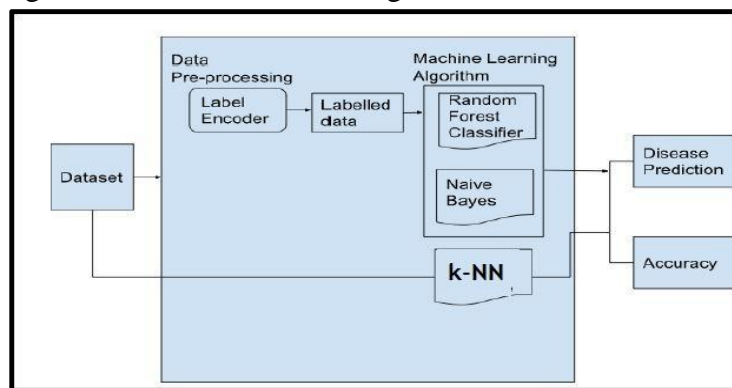 Data
Pre-processing
Label
Encoder
Labelled
data
Machine Learning
Algorithm
Random
Forest
Classifier
Naive
Bayes
k-NN
Dataset
Disease
Prediction
Accuracy